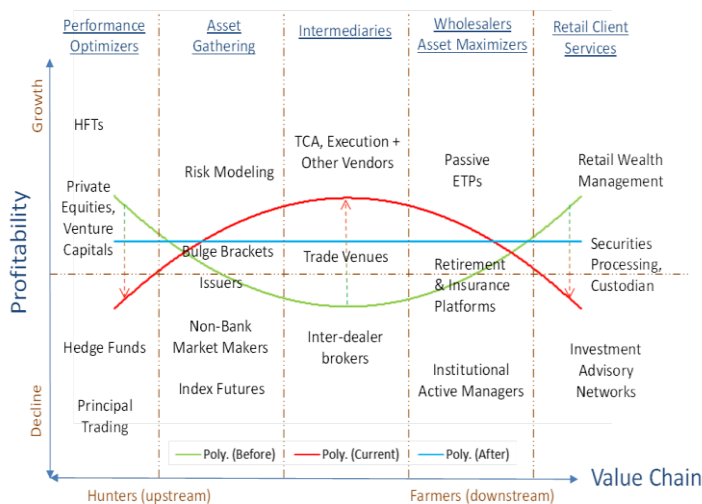 Performance
Optimizers
Asset
Gathering
Intermediaries
Wholesalers
Asset Maximizers
Retail Client
Services
Growth
Profitability
Decline
HFTs
Private
Equities,
Venture
Capitals
Hedge Funds
Principal
Trading
Risk Modeling
Bulge Brackets
Issuers
Non-Bank
Market Makers
Index Futures
TCA, Execution +
Other Vendors
Trade Venues
Inter-dealer
brokers
Passive
ETPs
Retirement
& Insurance
Platforms
Institutional
Active Managers
Retail Wealth
Management
Securities
Processing,
Custodian
Investment
Advisory
Networks
Poly. (Before)
Poly. (Current)
Poly. (After)
Value Chain
Hunters (upstream)
Farmers (downstream)